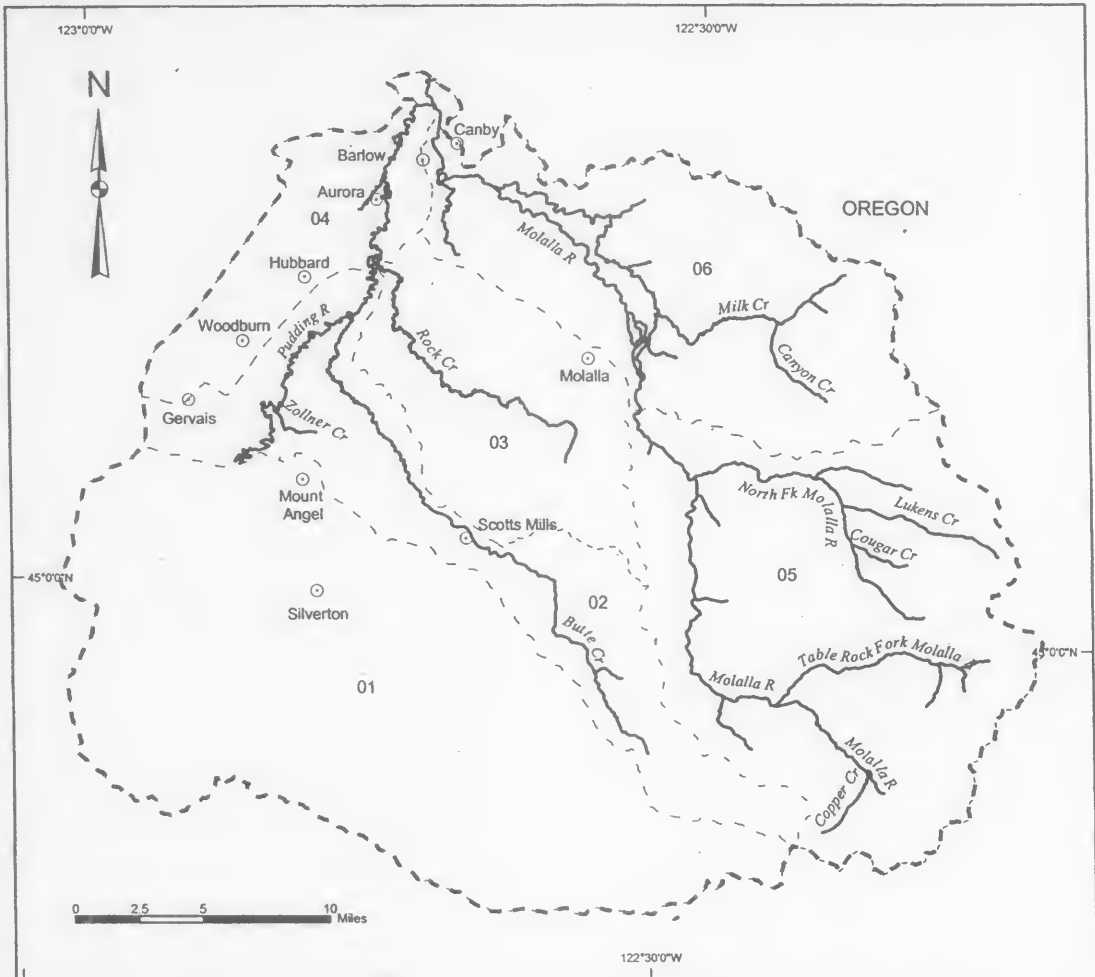 123°0'0"W
122°30'0"W
N
Canby
Barlow
Aurora
04
OREGON
Molalla R
Hubbard
06
Milk Cr
Woodburn
Pudding R
Rock Cr
Molalla
Canyon Cr
Gervais
Zollner Cr
03
Mount
Angel
North Fk Molalla R
Lukens Cr
Scotts Mills
Cougar Cr
45°0'0"N
Silverton
02
05
Butte Cr
Table Rock Fork Molalla
45°0'0"N
01
Molalla R
Molalla R
Copper Cr
0 2.5 5 10
Miles
122°30'0"W